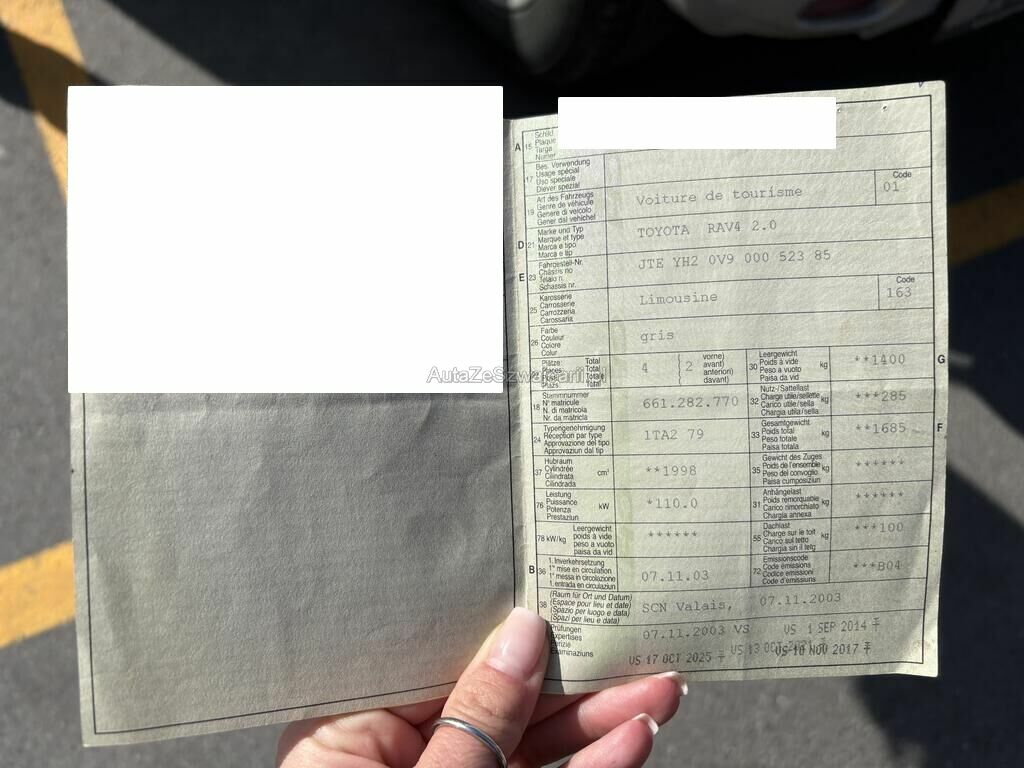 A 15 Schild
Plaque
Targa
Numer
17 Bes. Verwendung
Usage spécial
Uso speciale
Diever spezial
19 Art des Fahrzeugs
Genre de véhicule
Genere di veicolo
Gener dal vehichel
Voiture de tourisme
Code
01
D 21 Marke und Typ
Marque et type
Marca e tipo
Marca e tip
TOYOTA RAV4 2.0
E 23 Fahrgestell-Nr.
Châssis no
Telaio n.
Schassis nr.
JTE YH2 0V9 000 523 85
25 Karosserie
Carrosserie
Carrozzeria
Carossaria
Limousine
Code
163
26 Farbe
Couleur
Colore
Colur
gris
Plätze: Total
Places: Total
Total
Plazs: Total
4 ( 2 vorne)
avant)
anteriori)
davant)
30 Leergewicht
Poids à vide
Peso a vuoto
Paisa da vid
kg
**1400 G
AutaZeSzwajcarii.pl
18 Stammnummer
N° matricule
N. di matricola
Nr. da matricla
661.282.770
32 Nutz-/Sattellast
Charge utile/sellette
Carico utile/sella
Chargia utila/sella
kg
***285
24 Typengenehmigung
Réception par type
Approvazione del tipo
Approvaziun dal tip
1TA2 79
33 Gesamtgewicht
Poids total
Peso totale
Paisa totala
kg
**1685 F
37 Hubraum
Cylindrée
Cilindrata
Cilindrada
cm³
**1998
35 Gewicht des Zuges
Poids de l'ensemble
Peso del convoglio
Paisa cumposiziun
kg
******
76 Leistung
Puissance
Potenza
Prestaziun
kW
*110.0
31 Anhängelast
Poids remorquable
Carico rimorchiato
Chargia annexa
kg
******
78 kW/kg Leergewicht
poids à vide
peso a vuoto
paisa da vid
******
55 Dachlast
Charge sur le toit
Carico sul tetto
Chargia sin il tetg
kg
***100
B 36 1. Inverkehrsetzung
1re mise en circulation
1a messa in circolazione
1. entrada en circulaziun
07.11.03
72 Emissionscode
Code émissions
Codice emissioni
Code d'emissiuns
***B04
38 (Raum für Ort und Datum)
(Espace pour lieu et date)
(Spazio per luogo e data)
(Spazi per lieu e data)
SCN Valais, 07.11.2003
Prüfungen
Expertises
Perizie
Examinaziuns
07.11.2003 VS
VS 1 SEP 2014
VS 17 OCT 2025
VS 13
VS 10 NOV 2017